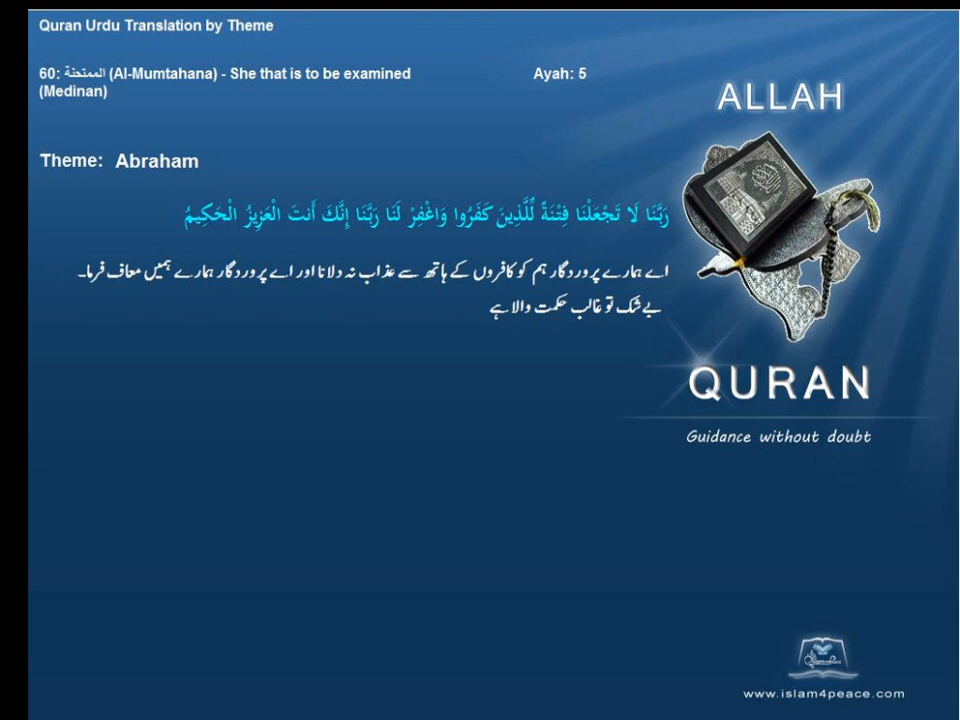 Quran Urdu Translation by Theme
60: الممتحنة (Al-Mumtahana) - She that is to be examined
(Medinan)
Ayah: 5
ALLAH
Theme: Abraham
رَبَّنَا لَا تَجْعَلْنَا فِتْنَةً لِّلَّذِينَ كَفَرُوا وَاغْفِرْ لَنَا رَبَّنَا إِنَّكَ أَنتَ الْعَزِيزُ الْحَكِيمُ
اے ہمارے پروردگار ہم کو کافروں کے ہاتھ سے عذاب نہ دلانا اور اے پروردگار ہمارے ہمیں معاف فرما۔
بےشک تو غالب حکمت والا ہے
QURAN
Guidance without doubt
www.islam4peace.com